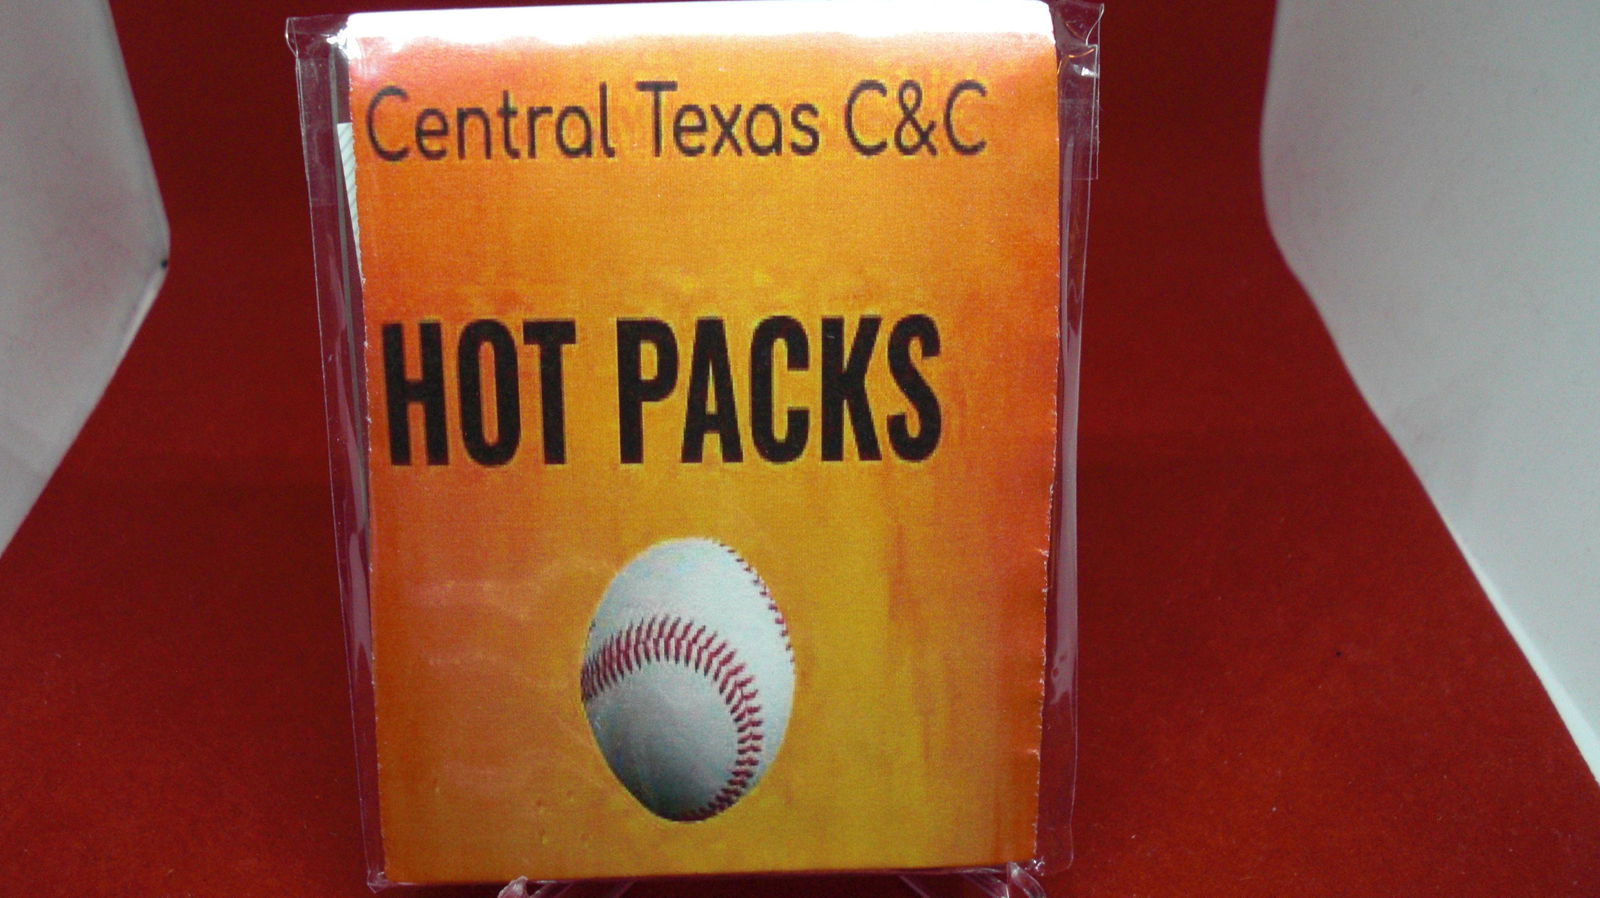 Central Texas C&C
HOT PACKS